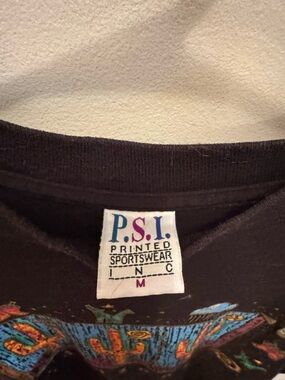 P.S.I.
PRINTED
SPORTSWEAR
I N C
M